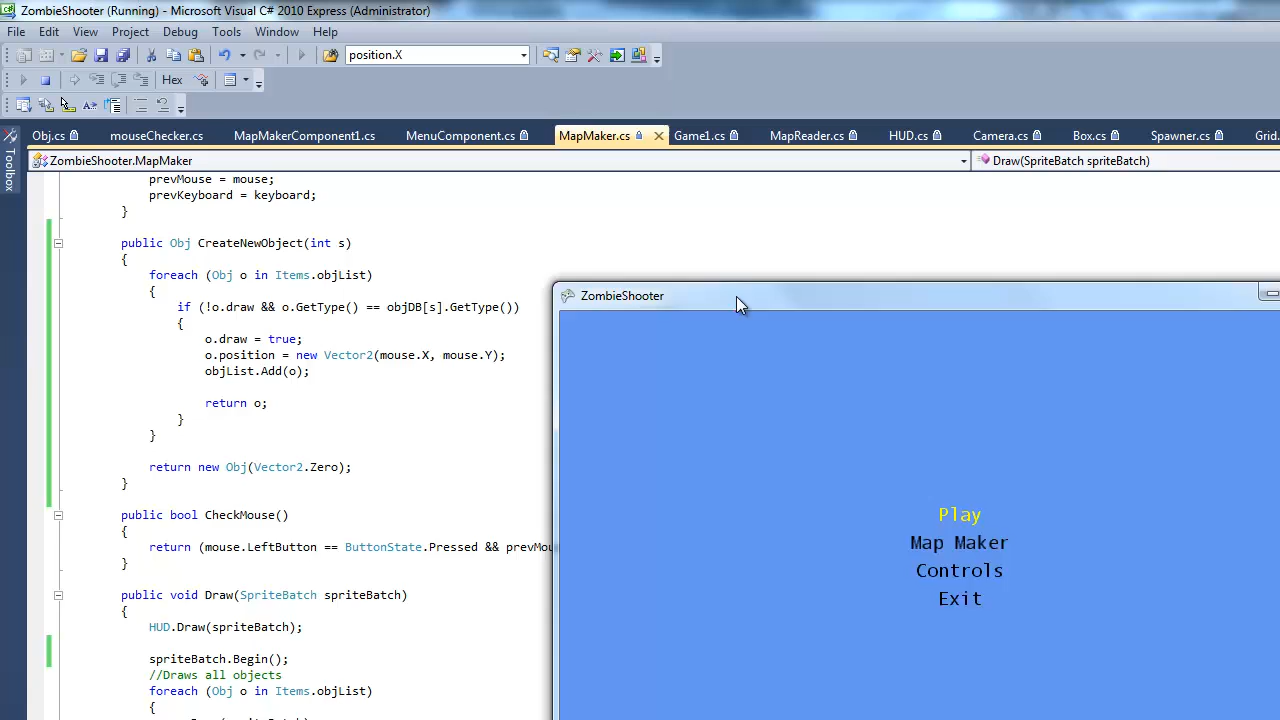 ZombieShooter (Running) - Microsoft Visual C# 2010 Express (Administrator)
File Edit View Project Debug Tools Window Help
position.X
Hex
Obj.cs mouseChecker.cs MapMakerComponent1.cs MenuComponent.cs MapMaker.cs Game1.cs MapReader.cs HUD.cs Camera.cs Box.cs Spawner.cs Grid.
Toolbox
ZombieShooter.MapMaker Draw(SpriteBatch spriteBatch)
prevMouse = mouse;
prevKeyboard = keyboard;
}
public Obj CreateNewObject(int s)
{
foreach (Obj o in Items.objList)
{
if (!o.draw && o.GetType() == objDB[s].GetType())
{
o.draw = true;
o.position = new Vector2(mouse.X, mouse.Y);
objList.Add(o);
return o;
}
}
return new Obj(Vector2.Zero);
}
public bool CheckMouse()
{
return (mouse.LeftButton == ButtonState.Pressed && prevMou
}
public void Draw(SpriteBatch spriteBatch)
{
HUD.Draw(spriteBatch);
spriteBatch.Begin();
//Draws all objects
foreach (Obj o in Items.objList)
{
ZombieShooter
Play
Map Maker
Controls
Exit